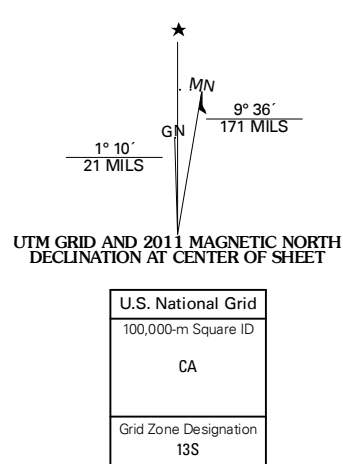 MN
GN
9° 36´
171 MILS
1° 10´
21 MILS
UTM GRID AND 2011 MAGNETIC NORTH
DECLINATION AT CENTER OF SHEET
U.S. National Grid
100,000-m Square ID
CA
Grid Zone Designation
13S